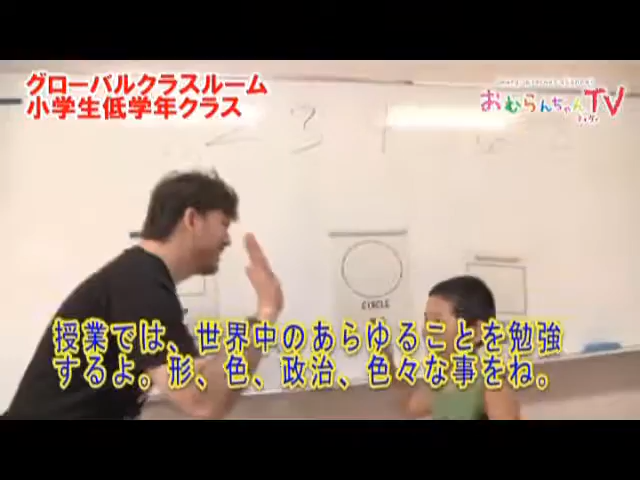 グローバルクラスルーム
小学生低学年クラス
おむらんちゃんTV
CIRCLE
授業では、世界中のあらゆることを勉強
するよ。形、色、政治、色々な事をね。